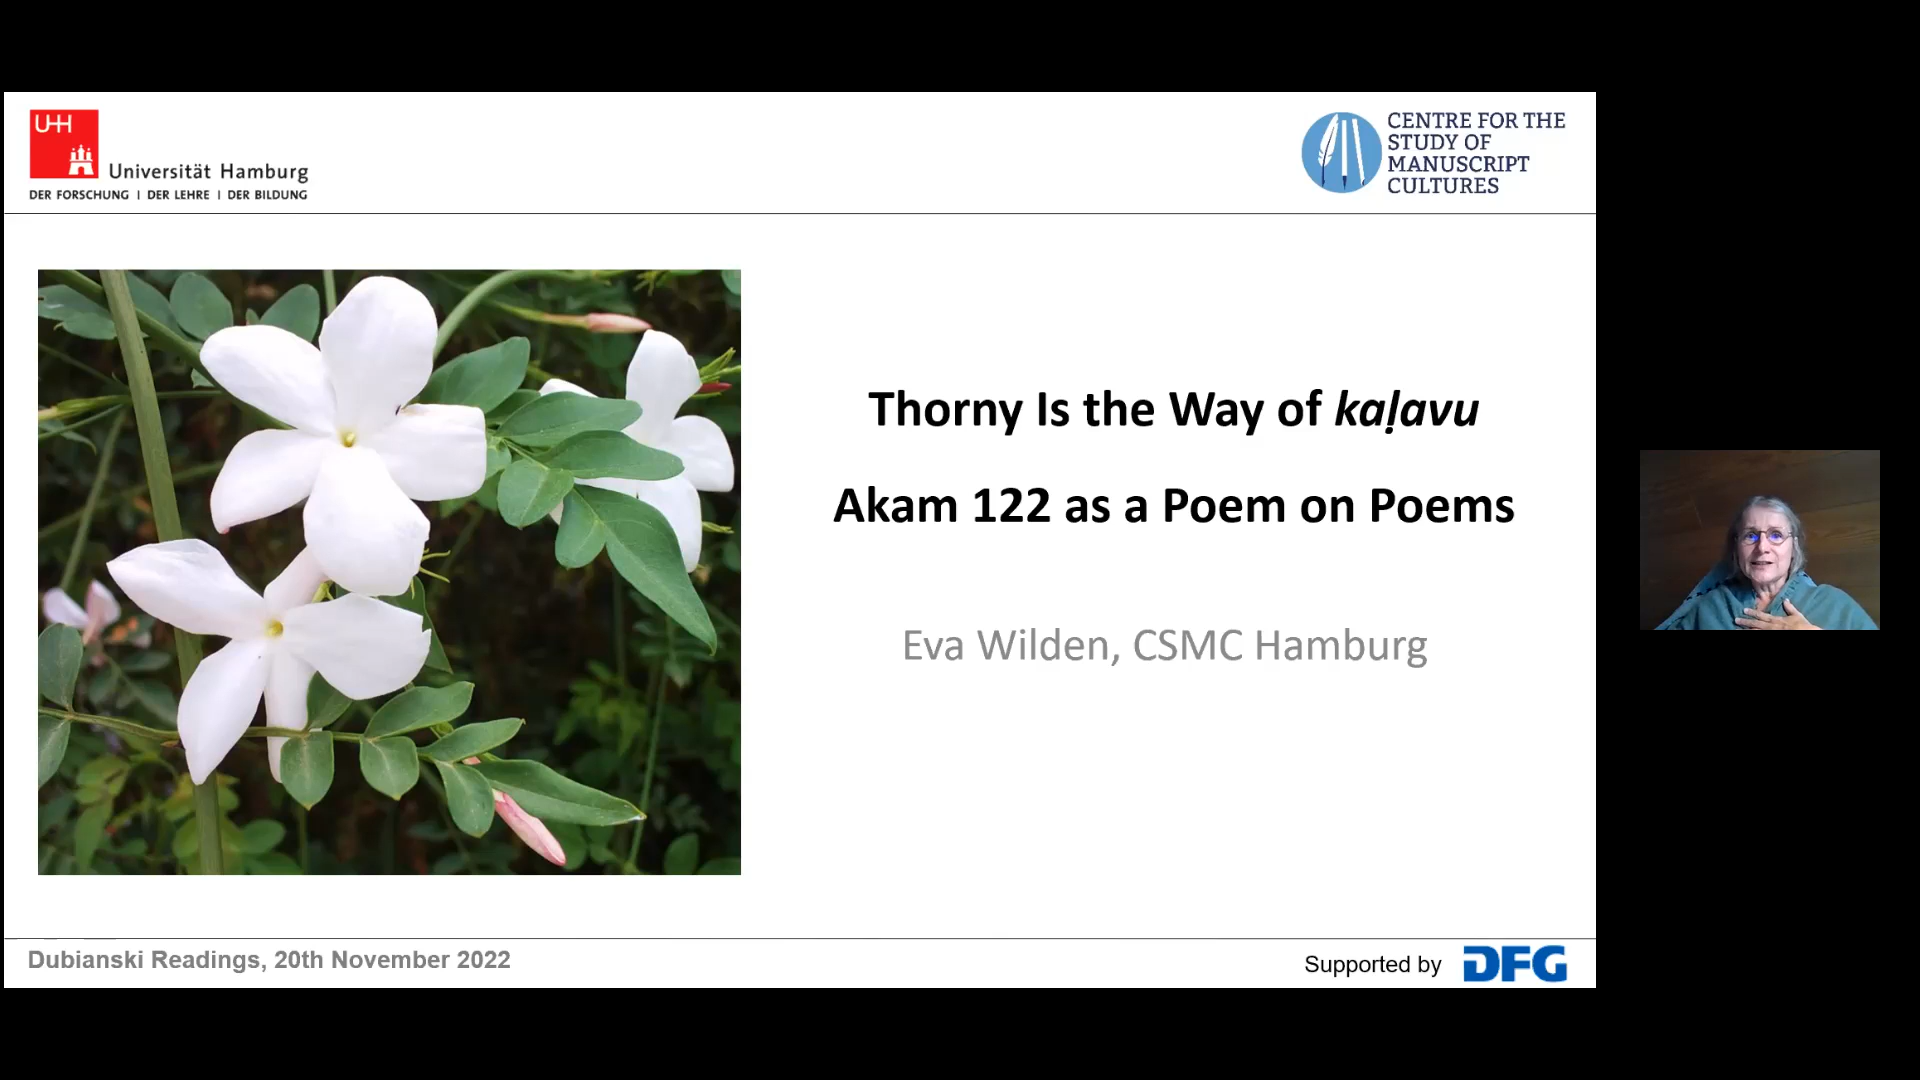 UH
Universität Hamburg
DER FORSCHUNG | DER LEHRE | DER BILDUNG
CENTRE FOR THE
STUDY OF
MANUSCRIPT
CULTURES
Thorny Is the Way of kaḷavu
Akam 122 as a Poem on Poems
Eva Wilden, CSMC Hamburg
Dubianski Readings, 20th November 2022
Supported by DFG